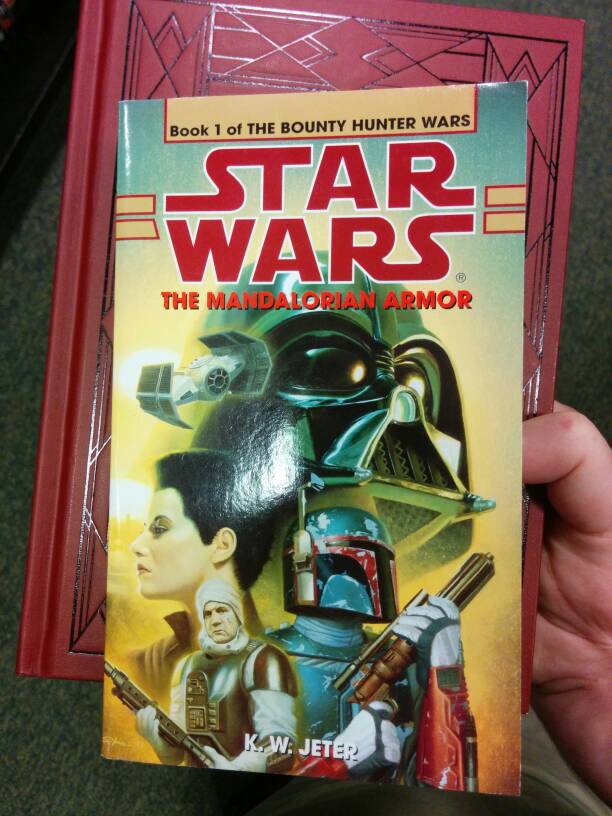 Book 1 of THE BOUNTY HUNTER WARS
STAR
WARS®
THE MANDALORIAN ARMOR
K. W. JETER